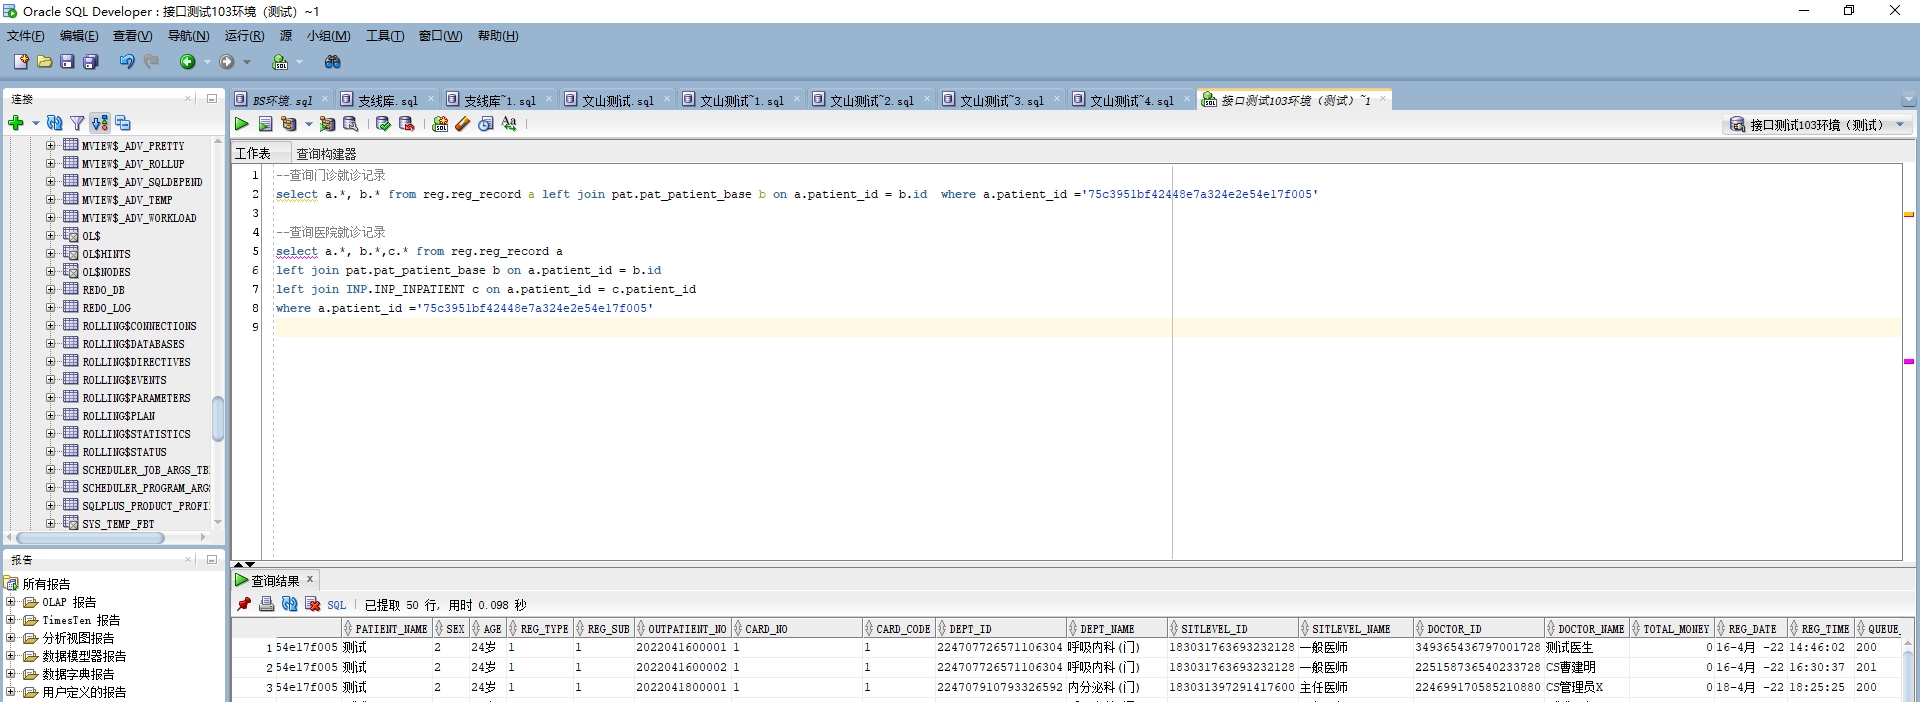 Oracle SQL Developer : 接口测试103环境（测试）~1
文件(F) 编辑(E) 查看(V) 导航(N) 运行(R) 源 小组(M) 工具(T) 窗口(W) 帮助(H)
连接
BS环境.sql 支线库.sql 支线库~1.sql 文山测试.sql 文山测试~1.sql 文山测试~2.sql 文山测试~3.sql 文山测试~4.sql 接口测试103环境（测试）~1
接口测试103环境（测试）
MVIEW$_ADV_PRETTY
MVIEW$_ADV_ROLLUP
MVIEW$_ADV_SQLDEPEND
MVIEW$_ADV_TEMP
MVIEW$_ADV_WORKLOAD
OL$
OL$HINTS
OL$NODES
REDO_DB
REDO_LOG
ROLLING$CONNECTIONS
ROLLING$DATABASES
ROLLING$DIRECTIVES
ROLLING$EVENTS
ROLLING$PARAMETERS
ROLLING$PLAN
ROLLING$STATISTICS
ROLLING$STATUS
SCHEDULER_JOB_ARGS_TB
SCHEDULER_PROGRAM_ARG
SQLPLUS_PRODUCT_PROFI
SYS_TEMP_FBT
报告
所有报告
OLAP 报告
TimesTen 报告
分析视图报告
数据模型器报告
数据字典报告
用户定义的报告
工作表 查询构建器
1 --查询门诊就诊记录
2 select a.*, b.* from reg.reg_record a left join pat.pat_patient_base b on a.patient_id = b.id  where a.patient_id ='75c3951bf42448e7a324e2e54e17f005'
3
4 --查询医院就诊记录
5 select a.*, b.*,c.* from reg.reg_record a
6 left join pat.pat_patient_base b on a.patient_id = b.id
7 left join INP.INP_INPATIENT c on a.patient_id = c.patient_id
8 where a.patient_id ='75c3951bf42448e7a324e2e54e17f005'
9
查询结果 x
SQL | 已提取 50 行, 用时 0.098 秒
PATIENT_NAME SEX AGE REG_TYPE REG_SUB OUTPATIENT_NO CARD_NO CARD_CODE DEPT_ID DEPT_NAME SITLEVEL_ID SITLEVEL_NAME DOCTOR_ID DOCTOR_NAME TOTAL_MONEY REG_DATE REG_TIME QUEUE_
1 54e17f005 测试 2 24岁 1 1 2022041600001 1 1 224707726571106304 呼吸内科(门) 183031763693232128 一般医师 349365436797001728 测试医生 0 16-4月 -22 14:46:02 200
2 54e17f005 测试 2 24岁 1 1 2022041600002 1 1 224707726571106304 呼吸内科(门) 183031763693232128 一般医师 225158736540233728 CS曹建明 0 16-4月 -22 16:30:37 201
3 54e17f005 测试 2 24岁 1 1 2022041800001 1 1 224707910793326592 内分泌科(门) 183031397291417600 主任医师 224699170585210880 CS管理员X 0 18-4月 -22 18:25:25 200